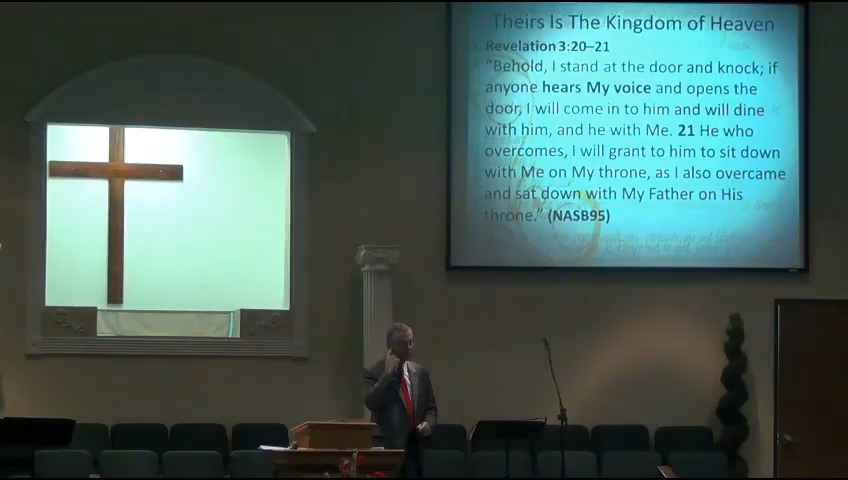 Theirs Is The Kingdom of Heaven
Revelation 3:20–21
“Behold, I stand at the door and knock; if
anyone hears My voice and opens the
door, I will come in to him and will dine
with him, and he with Me. 21 He who
overcomes, I will grant to him to sit down
with Me on My throne, as I also overcame
and sat down with My Father on His
throne.” (NASB95)